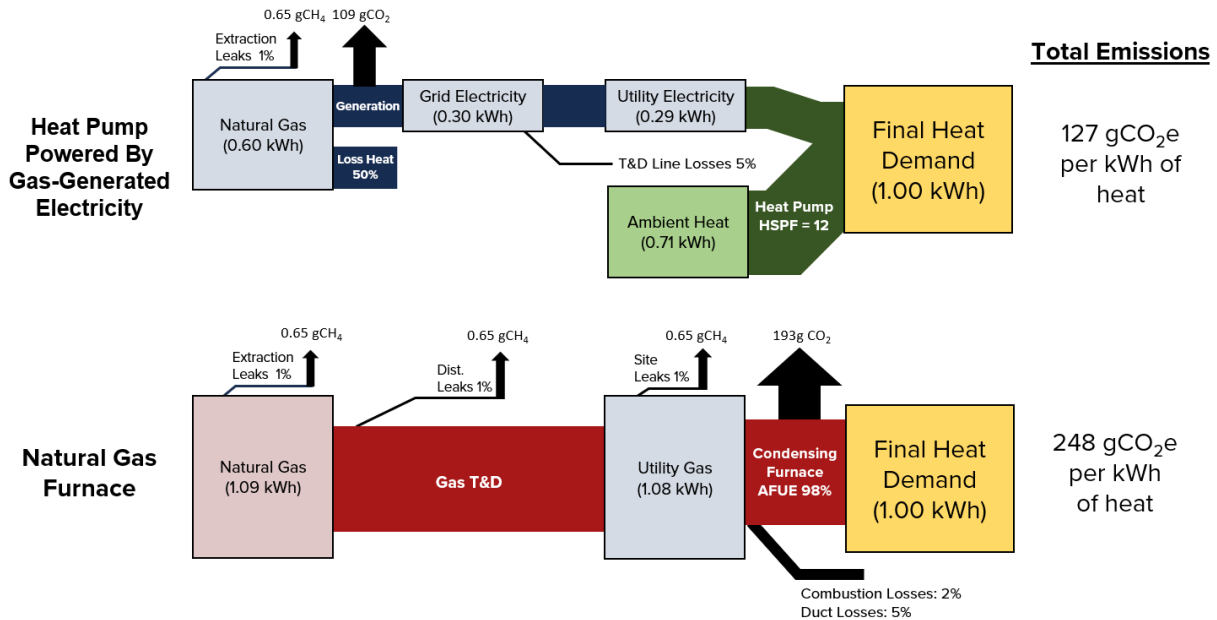 0.65 gCH₄
109 gCO₂
Extraction
Leaks 1%
Total Emissions
Heat Pump
Powered By
Gas-Generated
Electricity
Natural Gas
(0.60 kWh)
Generation
Loss Heat
50%
Grid Electricity
(0.30 kWh)
Utility Electricity
(0.29 kWh)
T&D Line Losses 5%
Ambient Heat
(0.71 kWh)
Heat Pump
HSPF = 12
Final Heat
Demand
(1.00 kWh)
127 gCO₂e
per kWh of
heat
0.65 gCH₄
0.65 gCH₄
0.65 gCH₄
193g CO₂
Extraction
Leaks 1%
Dist.
Leaks 1%
Site
Leaks 1%
Natural Gas
Furnace
Natural Gas
(1.09 kWh)
Gas T&D
Utility Gas
(1.08 kWh)
Condensing
Furnace
AFUE 98%
Final Heat
Demand
(1.00 kWh)
248 gCO₂e
per kWh
of heat
Combustion Losses: 2%
Duct Losses: 5%